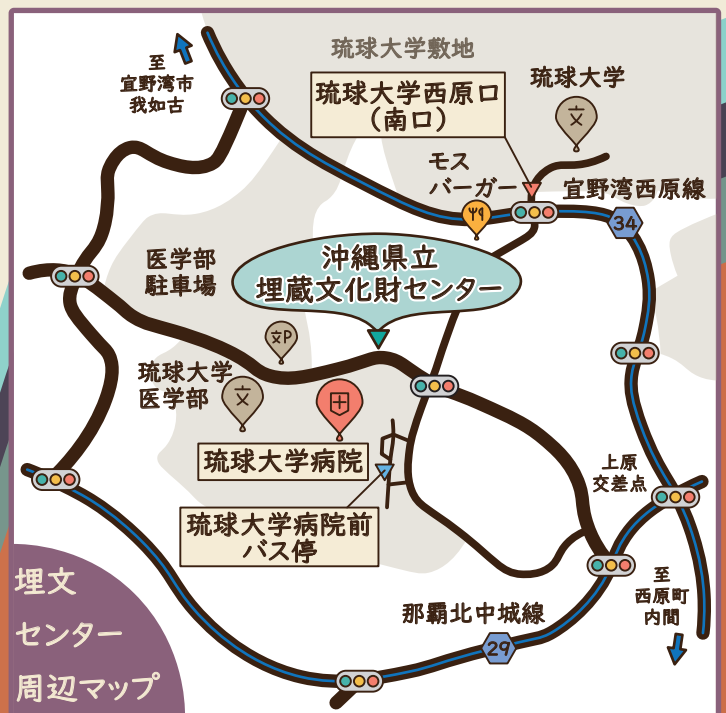 琉球大学敷地
至
宜野湾市
我如古
琉球大学
琉球大学西原口
（南口）
モス
バーガー
宜野湾西原線
34
沖縄県立
埋蔵文化財センター
医学部
駐車場
文
文P
琉球大学
医学部
文
琉球大学病院
琉球大学病院前
バス停
上原
交差点
至
西原町
内間
那覇北中城線
29
埋文
センター
周辺マップ